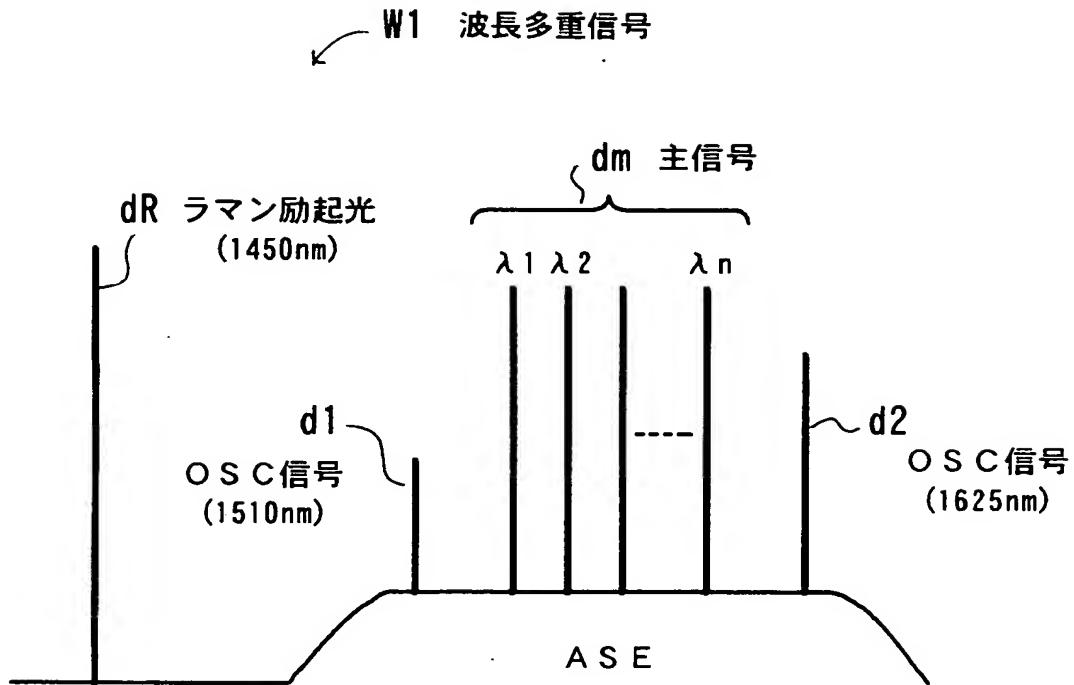 W1 波長多重信号
dm 主信号
dR ラマン励起光
(1450nm)
λ1 λ2 λn
d1
OSC信号
(1510nm)
d2
OSC信号
(1625nm)
ASE